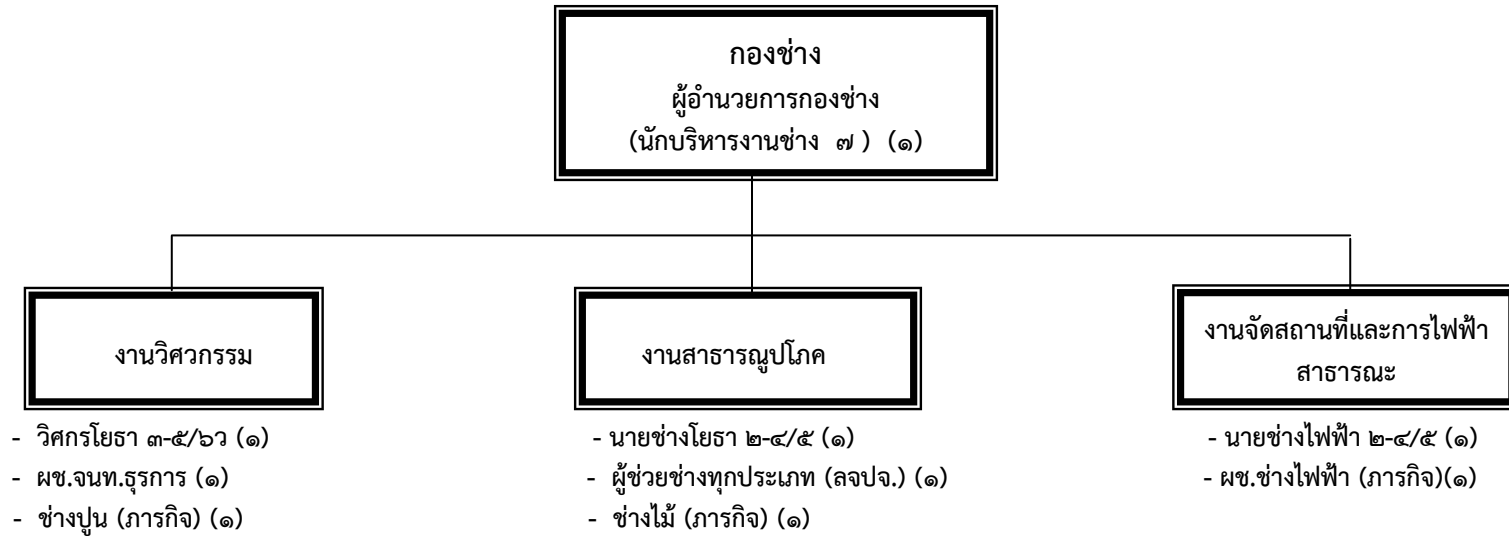 กองช่าง
ผู้อำนวยการกองช่าง
(นักบริหารงานช่าง ๗ ) (๑)
งานวิศวกรรม
- วิศกรโยธา ๓-๕/๖ว (๑)
- ผช.จนท.ธุรการ (๑)
- ช่างปูน (ภารกิจ) (๑)
งานสาธารณูปโภค
- นายช่างโยธา ๒-๔/๕ (๑)
- ผู้ช่วยช่างทุกประเภท (ลจปจ.) (๑)
- ช่างไม้ (ภารกิจ) (๑)
งานจัดสถานที่และการไฟฟ้า
สาธารณะ
- นายช่างไฟฟ้า ๒-๔/๕ (๑)
- ผช.ช่างไฟฟ้า (ภารกิจ)(๑)